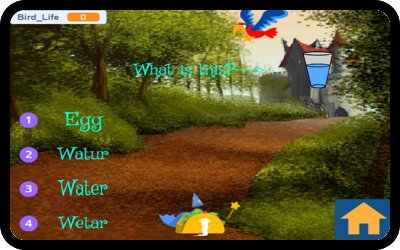 Bird_Life 0
What is this?
1 Egg
2 Watur
3 Water
4 Wetar